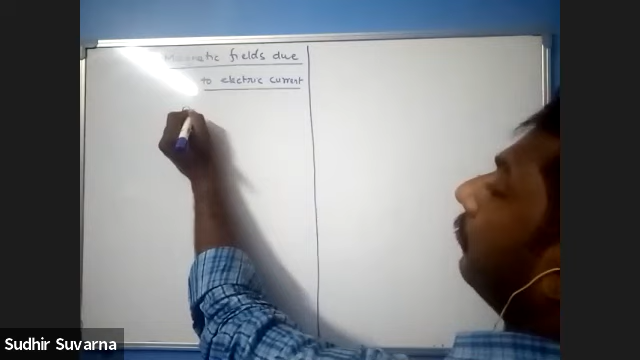 Magnetic fields due
to electric current
Sudhir Suvarna